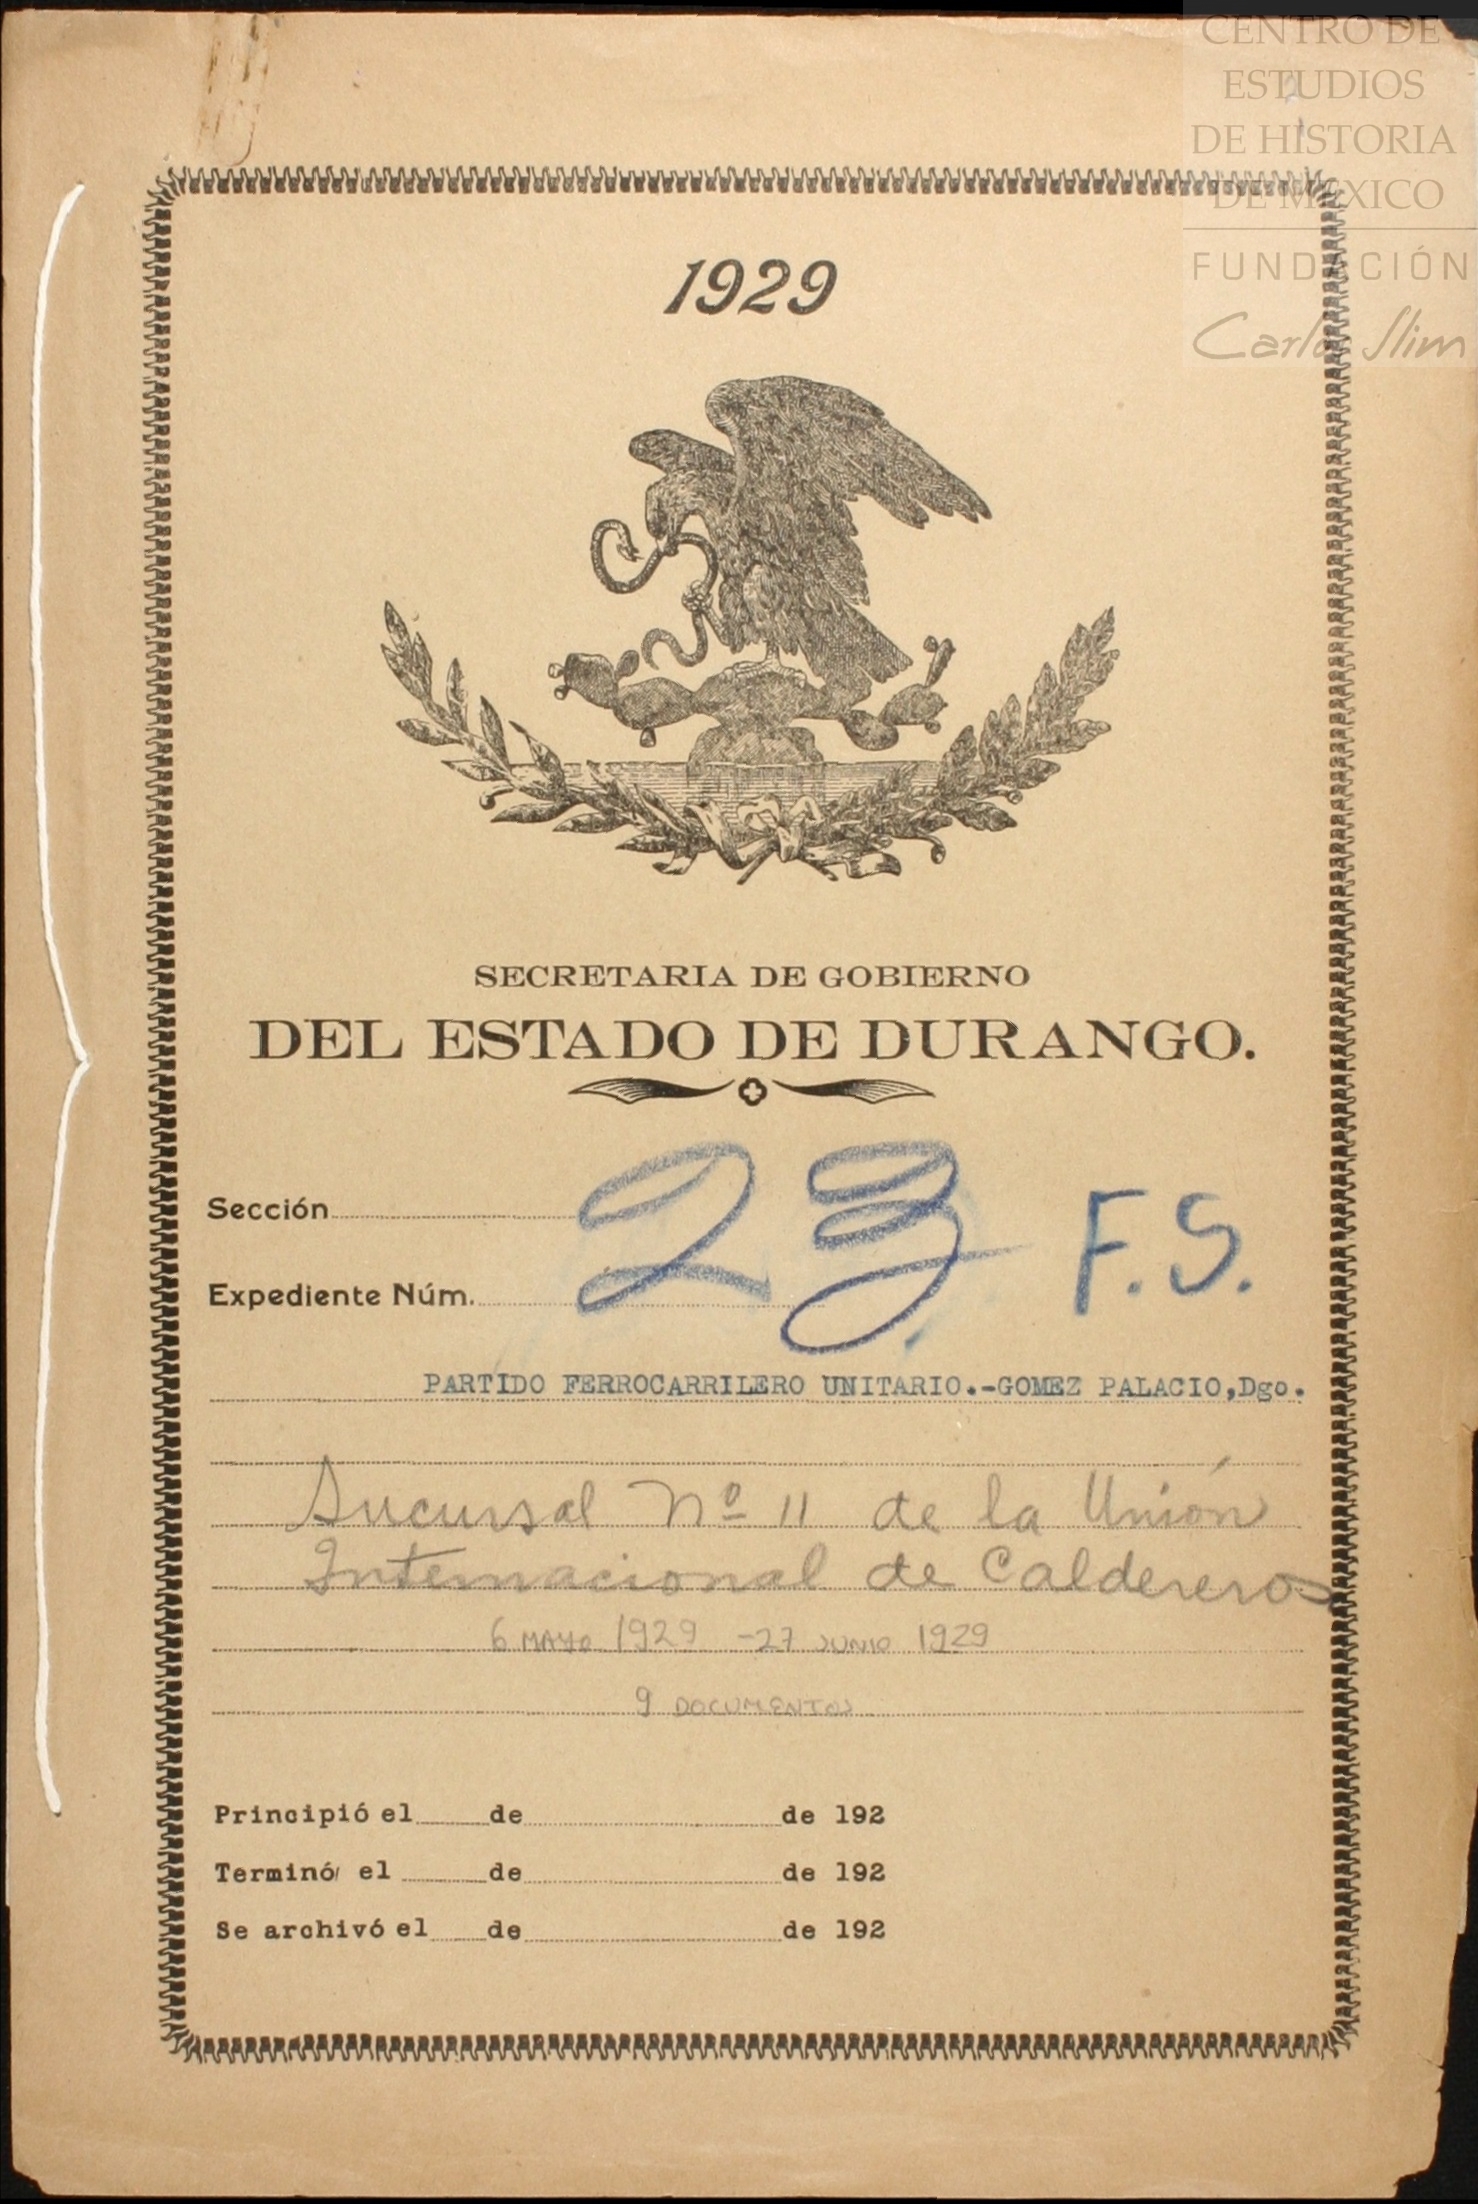 CENTRO DE
ESTUDIOS
DE HISTORIA
DE MÉXICO
FUNDACIÓN
Carlos Slim
1929
SECRETARIA DE GOBIERNO
DEL ESTADO DE DURANGO.
Sección
23 F.S.
Expediente Núm.
PARTIDO FERROCARRILERO UNITARIO.-GOMEZ PALACIO,Dgo.
Sucursal Nº 11 de la Unión
Internacional de Caldereros
6 MAYO 1929 -27 JUNIO 1929
9 DOCUMENTOS
Principió el de de 192
Terminó el de de 192
Se archivó el de de 192